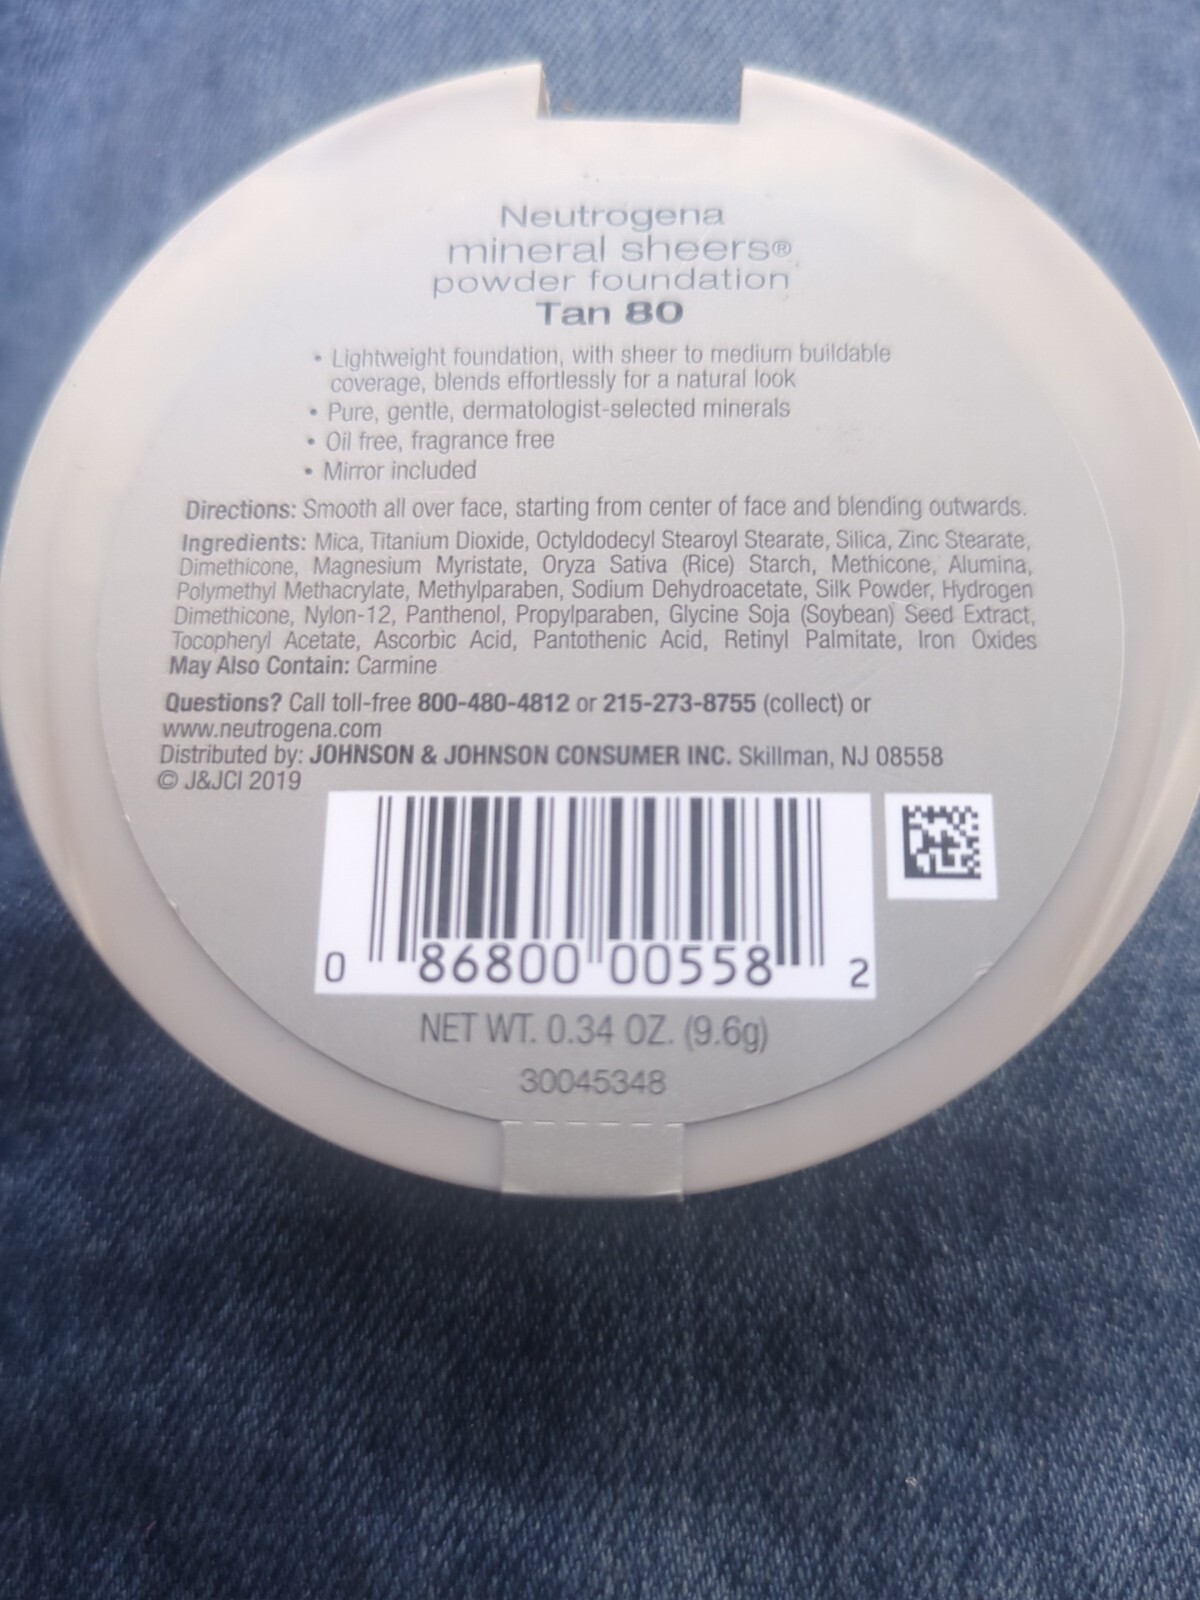 Neutrogena
mineral sheers®
powder foundation
Tan 80
• Lightweight foundation, with sheer to medium buildable
coverage, blends effortlessly for a natural look
• Pure, gentle, dermatologist-selected minerals
• Oil free, fragrance free
• Mirror included
Directions: Smooth all over face, starting from center of face and blending outwards.
Ingredients: Mica, Titanium Dioxide, Octyldodecyl Stearoyl Stearate, Silica, Zinc Stearate,
Dimethicone, Magnesium Myristate, Oryza Sativa (Rice) Starch, Methicone, Alumina,
Polymethyl Methacrylate, Methylparaben, Sodium Dehydroacetate, Silk Powder, Hydrogen
Dimethicone, Nylon-12, Panthenol, Propylparaben, Glycine Soja (Soybean) Seed Extract,
Tocopheryl Acetate, Ascorbic Acid, Pantothenic Acid, Retinyl Palmitate, Iron Oxides
May Also Contain: Carmine
Questions? Call toll-free 800-480-4812 or 215-273-8755 (collect) or
www.neutrogena.com
Distributed by: JOHNSON & JOHNSON CONSUMER INC. Skillman, NJ 08558
© J&JCI 2019
0 86800 00558 2
NET WT. 0.34 OZ. (9.6g)
30045348